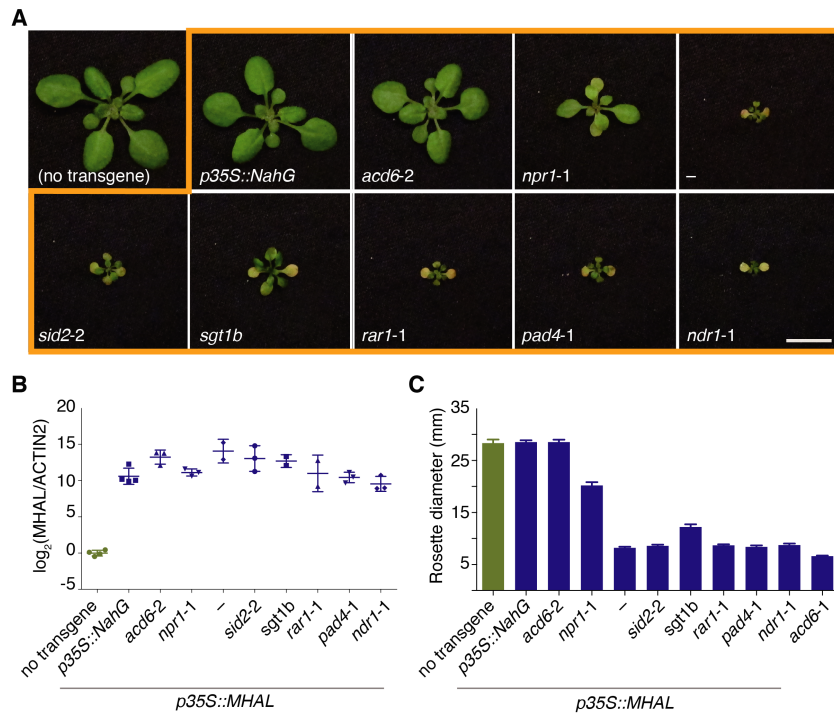 A
(no transgene)
p35S::NahG
acd6-2
npr1-1
–
sid2-2
sgt1b
rar1-1
pad4-1
ndr1-1
B
log2(MHAL/ACTIN2)
20
15
10
5
0
-5
no transgene
p35S::NahG
acd6-2
npr1-1
–
sid2-2
sgt1b
rar1-1
pad4-1
ndr1-1
p35S::MHAL
C
Rosette diameter (mm)
35
25
15
5
no transgene
p35S::NahG
acd6-2
npr1-1
–
sid2-2
sgt1b
rar1-1
pad4-1
ndr1-1
acd6-1
p35S::MHAL